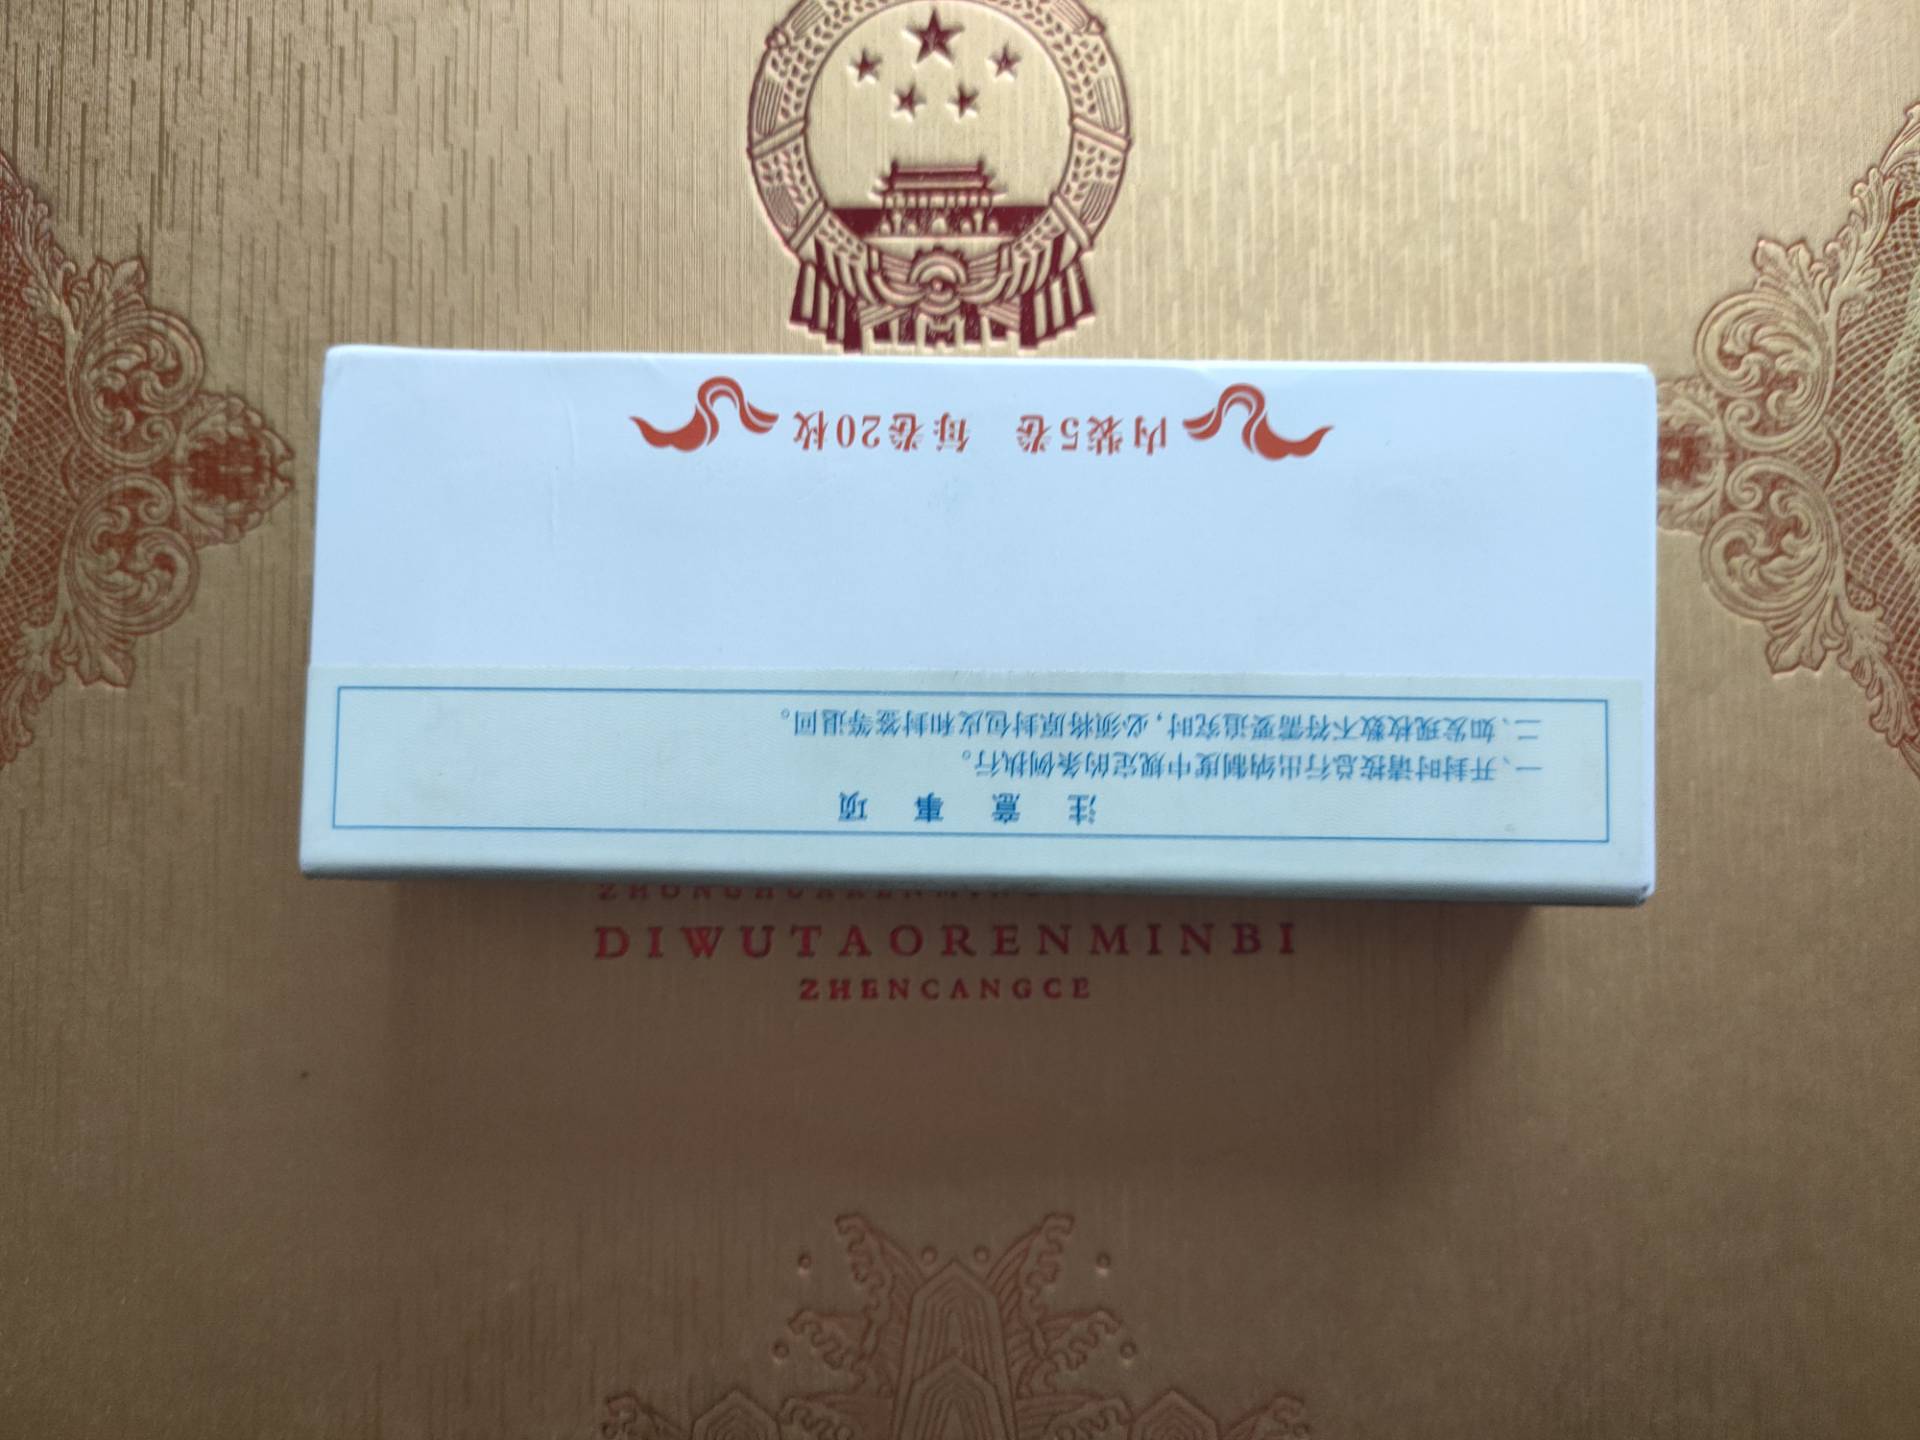 内装5卷 每卷20枚
注意事项
一、开封时请按总行出纳制度中规定的条例执行。
二、如发现枚数不符需要追究时，必须将原封包皮和封签等退回。
DIWUTAORENMINBI
ZHENCANGCE